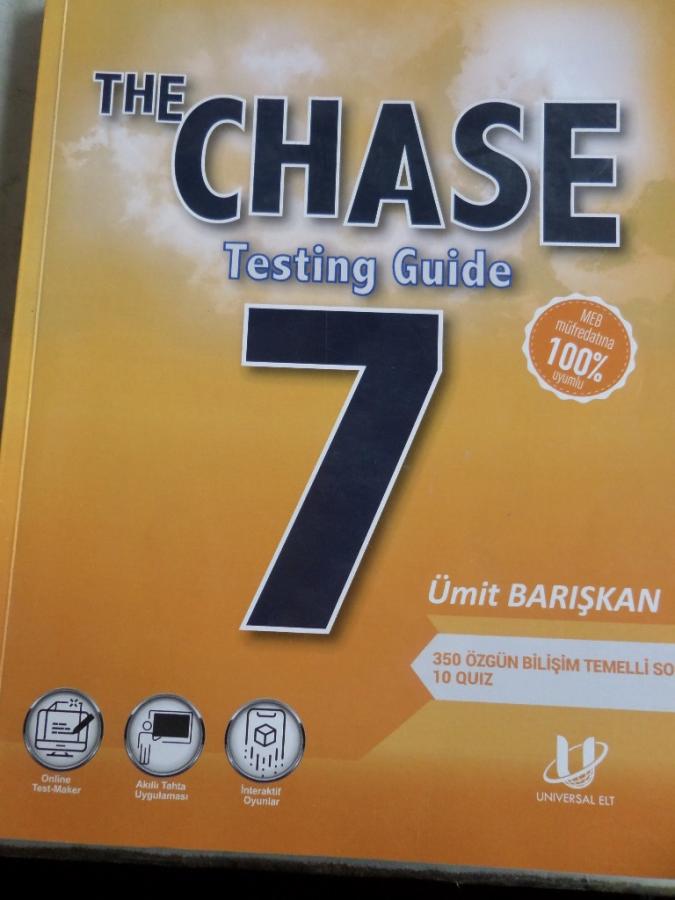 THE
CHASE
Testing Guide
7
MEB
müfredatına
100%
uyumlu
Ümit BARIŞKAN
350 ÖZGÜN BİLİŞİM TEMELLİ SO
10 QUIZ
Online
Test-Maker
Akıllı Tahta
Uygulaması
İnteraktif
Oyunlar
UNIVERSAL ELT